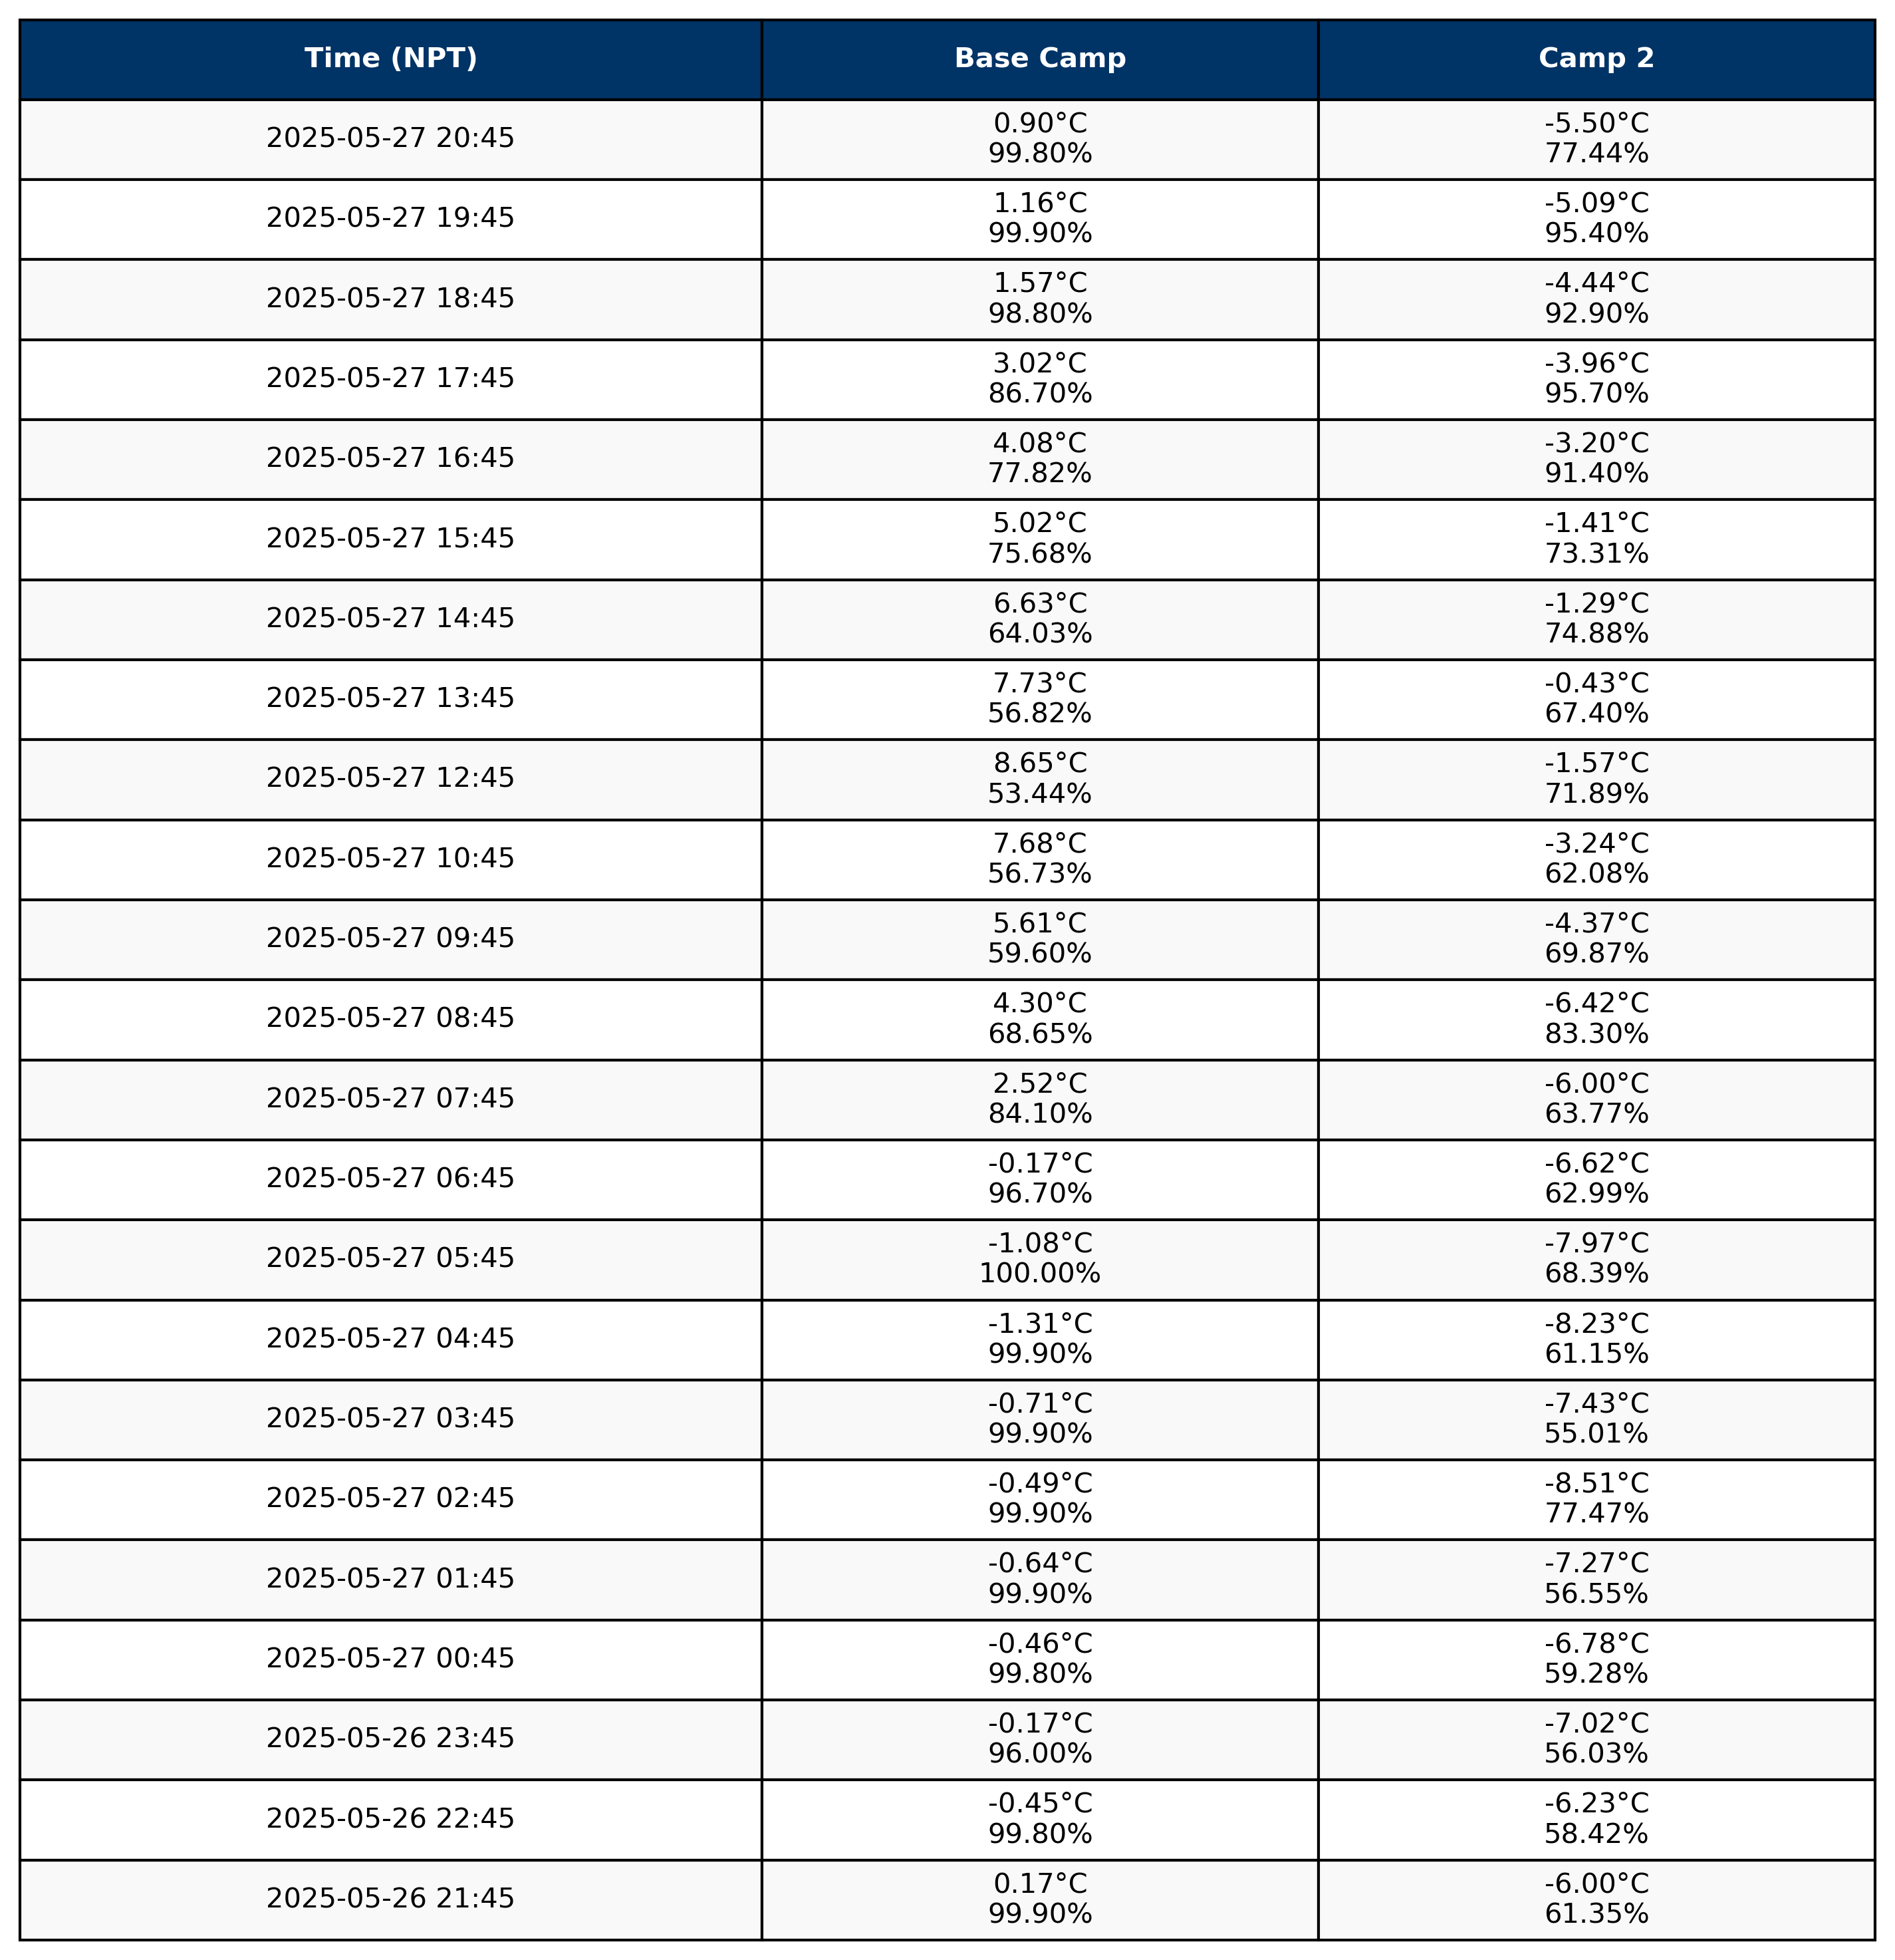 Time (NPT) Base Camp Camp 2
2025-05-27 20:45
0.90°C
99.80%
-5.50°C
77.44%
2025-05-27 19:45
1.16°C
99.90%
-5.09°C
95.40%
2025-05-27 18:45
1.57°C
98.80%
-4.44°C
92.90%
2025-05-27 17:45
3.02°C
86.70%
-3.96°C
95.70%
2025-05-27 16:45
4.08°C
77.82%
-3.20°C
91.40%
2025-05-27 15:45
5.02°C
75.68%
-1.41°C
73.31%
2025-05-27 14:45
6.63°C
64.03%
-1.29°C
74.88%
2025-05-27 13:45
7.73°C
56.82%
-0.43°C
67.40%
2025-05-27 12:45
8.65°C
53.44%
-1.57°C
71.89%
2025-05-27 10:45
7.68°C
56.73%
-3.24°C
62.08%
2025-05-27 09:45
5.61°C
59.60%
-4.37°C
69.87%
2025-05-27 08:45
4.30°C
68.65%
-6.42°C
83.30%
2025-05-27 07:45
2.52°C
84.10%
-6.00°C
63.77%
2025-05-27 06:45
-0.17°C
96.70%
-6.62°C
62.99%
2025-05-27 05:45
-1.08°C
100.00%
-7.97°C
68.39%
2025-05-27 04:45
-1.31°C
99.90%
-8.23°C
61.15%
2025-05-27 03:45
-0.71°C
99.90%
-7.43°C
55.01%
2025-05-27 02:45
-0.49°C
99.90%
-8.51°C
77.47%
2025-05-27 01:45
-0.64°C
99.90%
-7.27°C
56.55%
2025-05-27 00:45
-0.46°C
99.80%
-6.78°C
59.28%
2025-05-26 23:45
-0.17°C
96.00%
-7.02°C
56.03%
2025-05-26 22:45
-0.45°C
99.80%
-6.23°C
58.42%
2025-05-26 21:45
0.17°C
99.90%
-6.00°C
61.35%